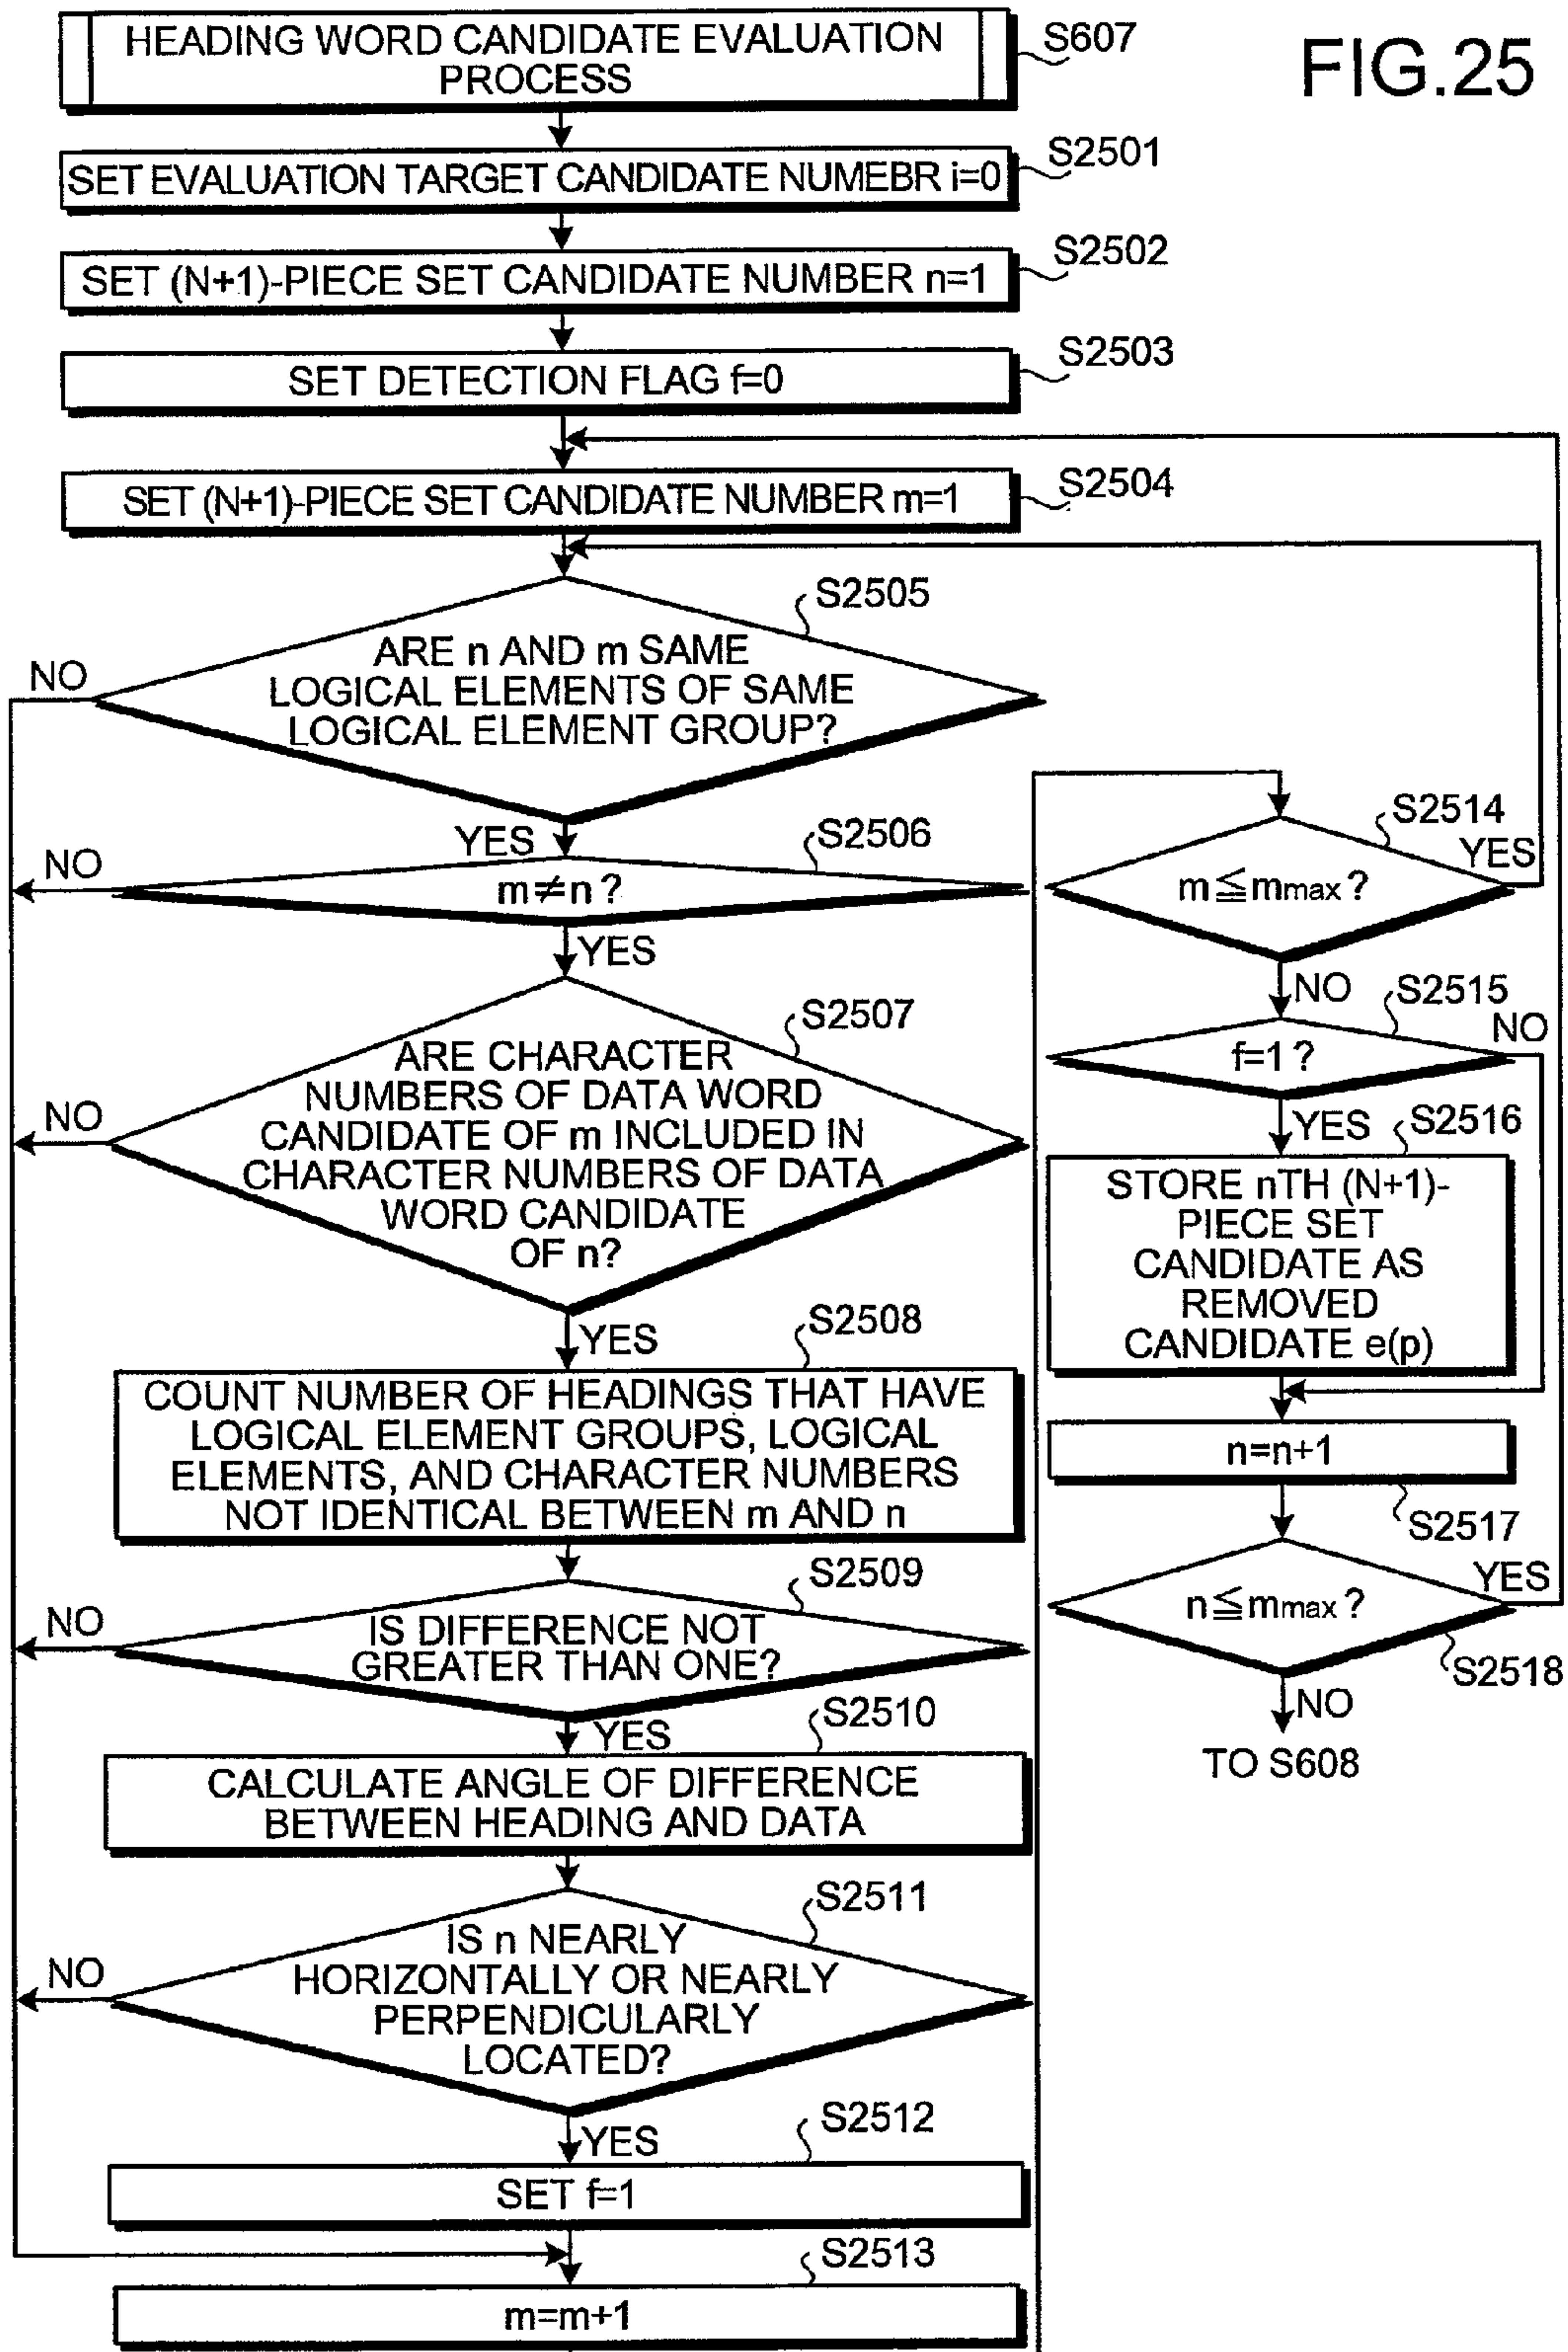 FIG.25
HEADING WORD CANDIDATE EVALUATION
PROCESS
S607
SET EVALUATION TARGET CANDIDATE NUMEBR i=0
S2501
SET (N+1)-PIECE SET CANDIDATE NUMBER n=1
S2502
SET DETECTION FLAG f=0
S2503
SET (N+1)-PIECE SET CANDIDATE NUMBER m=1
S2504
S2505
ARE n AND m SAME
LOGICAL ELEMENTS OF SAME
LOGICAL ELEMENT GROUP?
NO
YES
S2506
m≠n ?
NO
YES
S2507
ARE CHARACTER
NUMBERS OF DATA WORD
CANDIDATE OF m INCLUDED IN
CHARACTER NUMBERS OF DATA
WORD CANDIDATE
OF n?
NO
YES
S2508
COUNT NUMBER OF HEADINGS THAT HAVE
LOGICAL ELEMENT GROUPS, LOGICAL
ELEMENTS, AND CHARACTER NUMBERS
NOT IDENTICAL BETWEEN m AND n
S2509
IS DIFFERENCE NOT
GREATER THAN ONE?
NO
YES
S2510
CALCULATE ANGLE OF DIFFERENCE
BETWEEN HEADING AND DATA
S2511
IS n NEARLY
HORIZONTALLY OR NEARLY
PERPENDICULARLY
LOCATED?
NO
YES
S2512
SET f=1
S2513
m=m+1
S2514
m≦mmax ?
YES
NO
S2515
f=1 ?
NO
YES
S2516
STORE nTH (N+1)-
PIECE SET
CANDIDATE AS
REMOVED
CANDIDATE e(p)
n=n+1
S2517
n≦mmax ?
YES
S2518
NO
TO S608